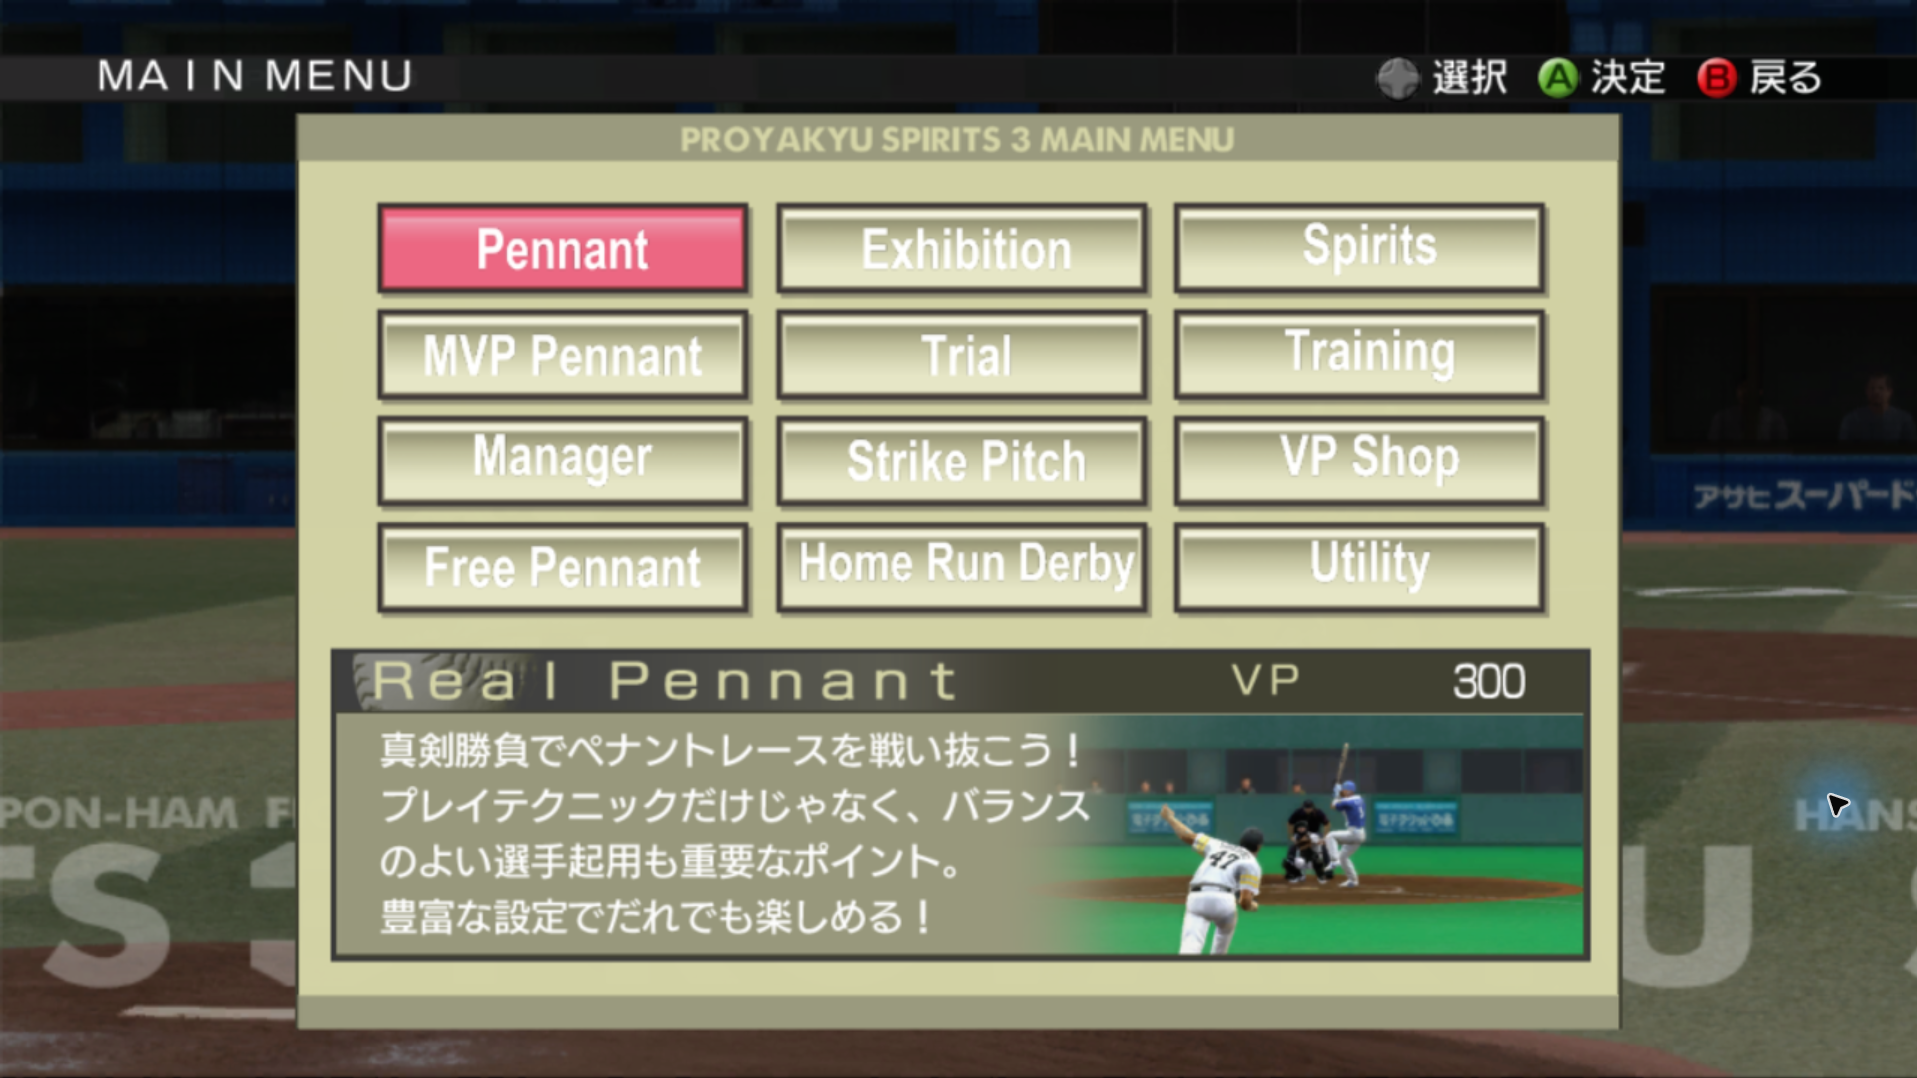 MAIN MENU
選択 A 決定 B 戻る
PROYAKYU SPIRITS 3 MAIN MENU
Pennant Exhibition Spirits
MVP Pennant Trial Training
Manager Strike Pitch VP Shop
Free Pennant Home Run Derby Utility
アサヒスーパード
Real Pennant VP 300
真剣勝負でペナントレースを戦い抜こう！
プレイテクニックだけじゃなく、バランス
のよい選手起用も重要なポイント。
豊富な設定でだれでも楽しめる！
47
PON-HAM F
HANS
TS 3
U